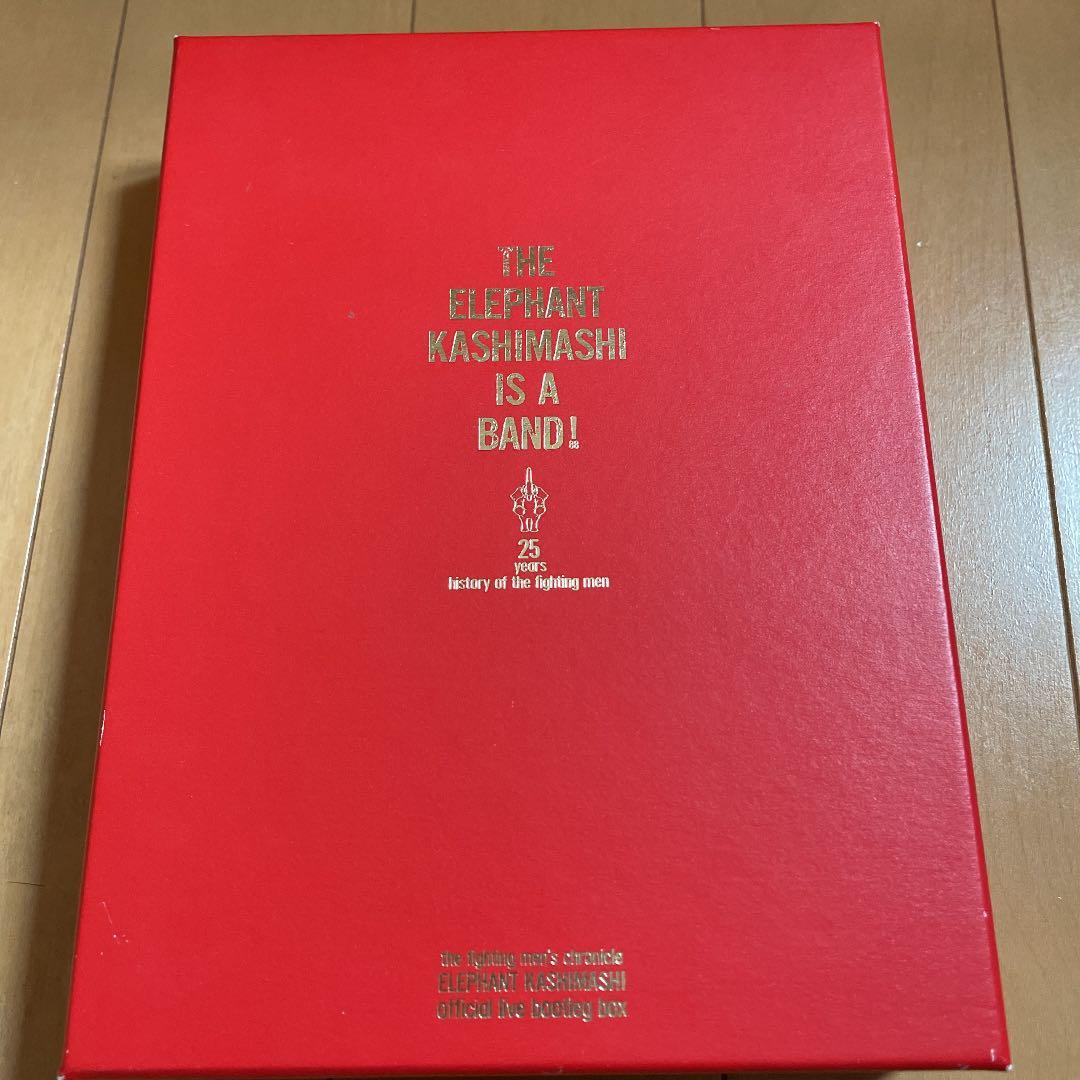 THE
ELEPHANT
KASHIMASHI
IS A
BAND!
88
25
years
history of the fighting men
the fighting men's chronicle
ELEPHANT KASHIMASHI
official live bootleg box